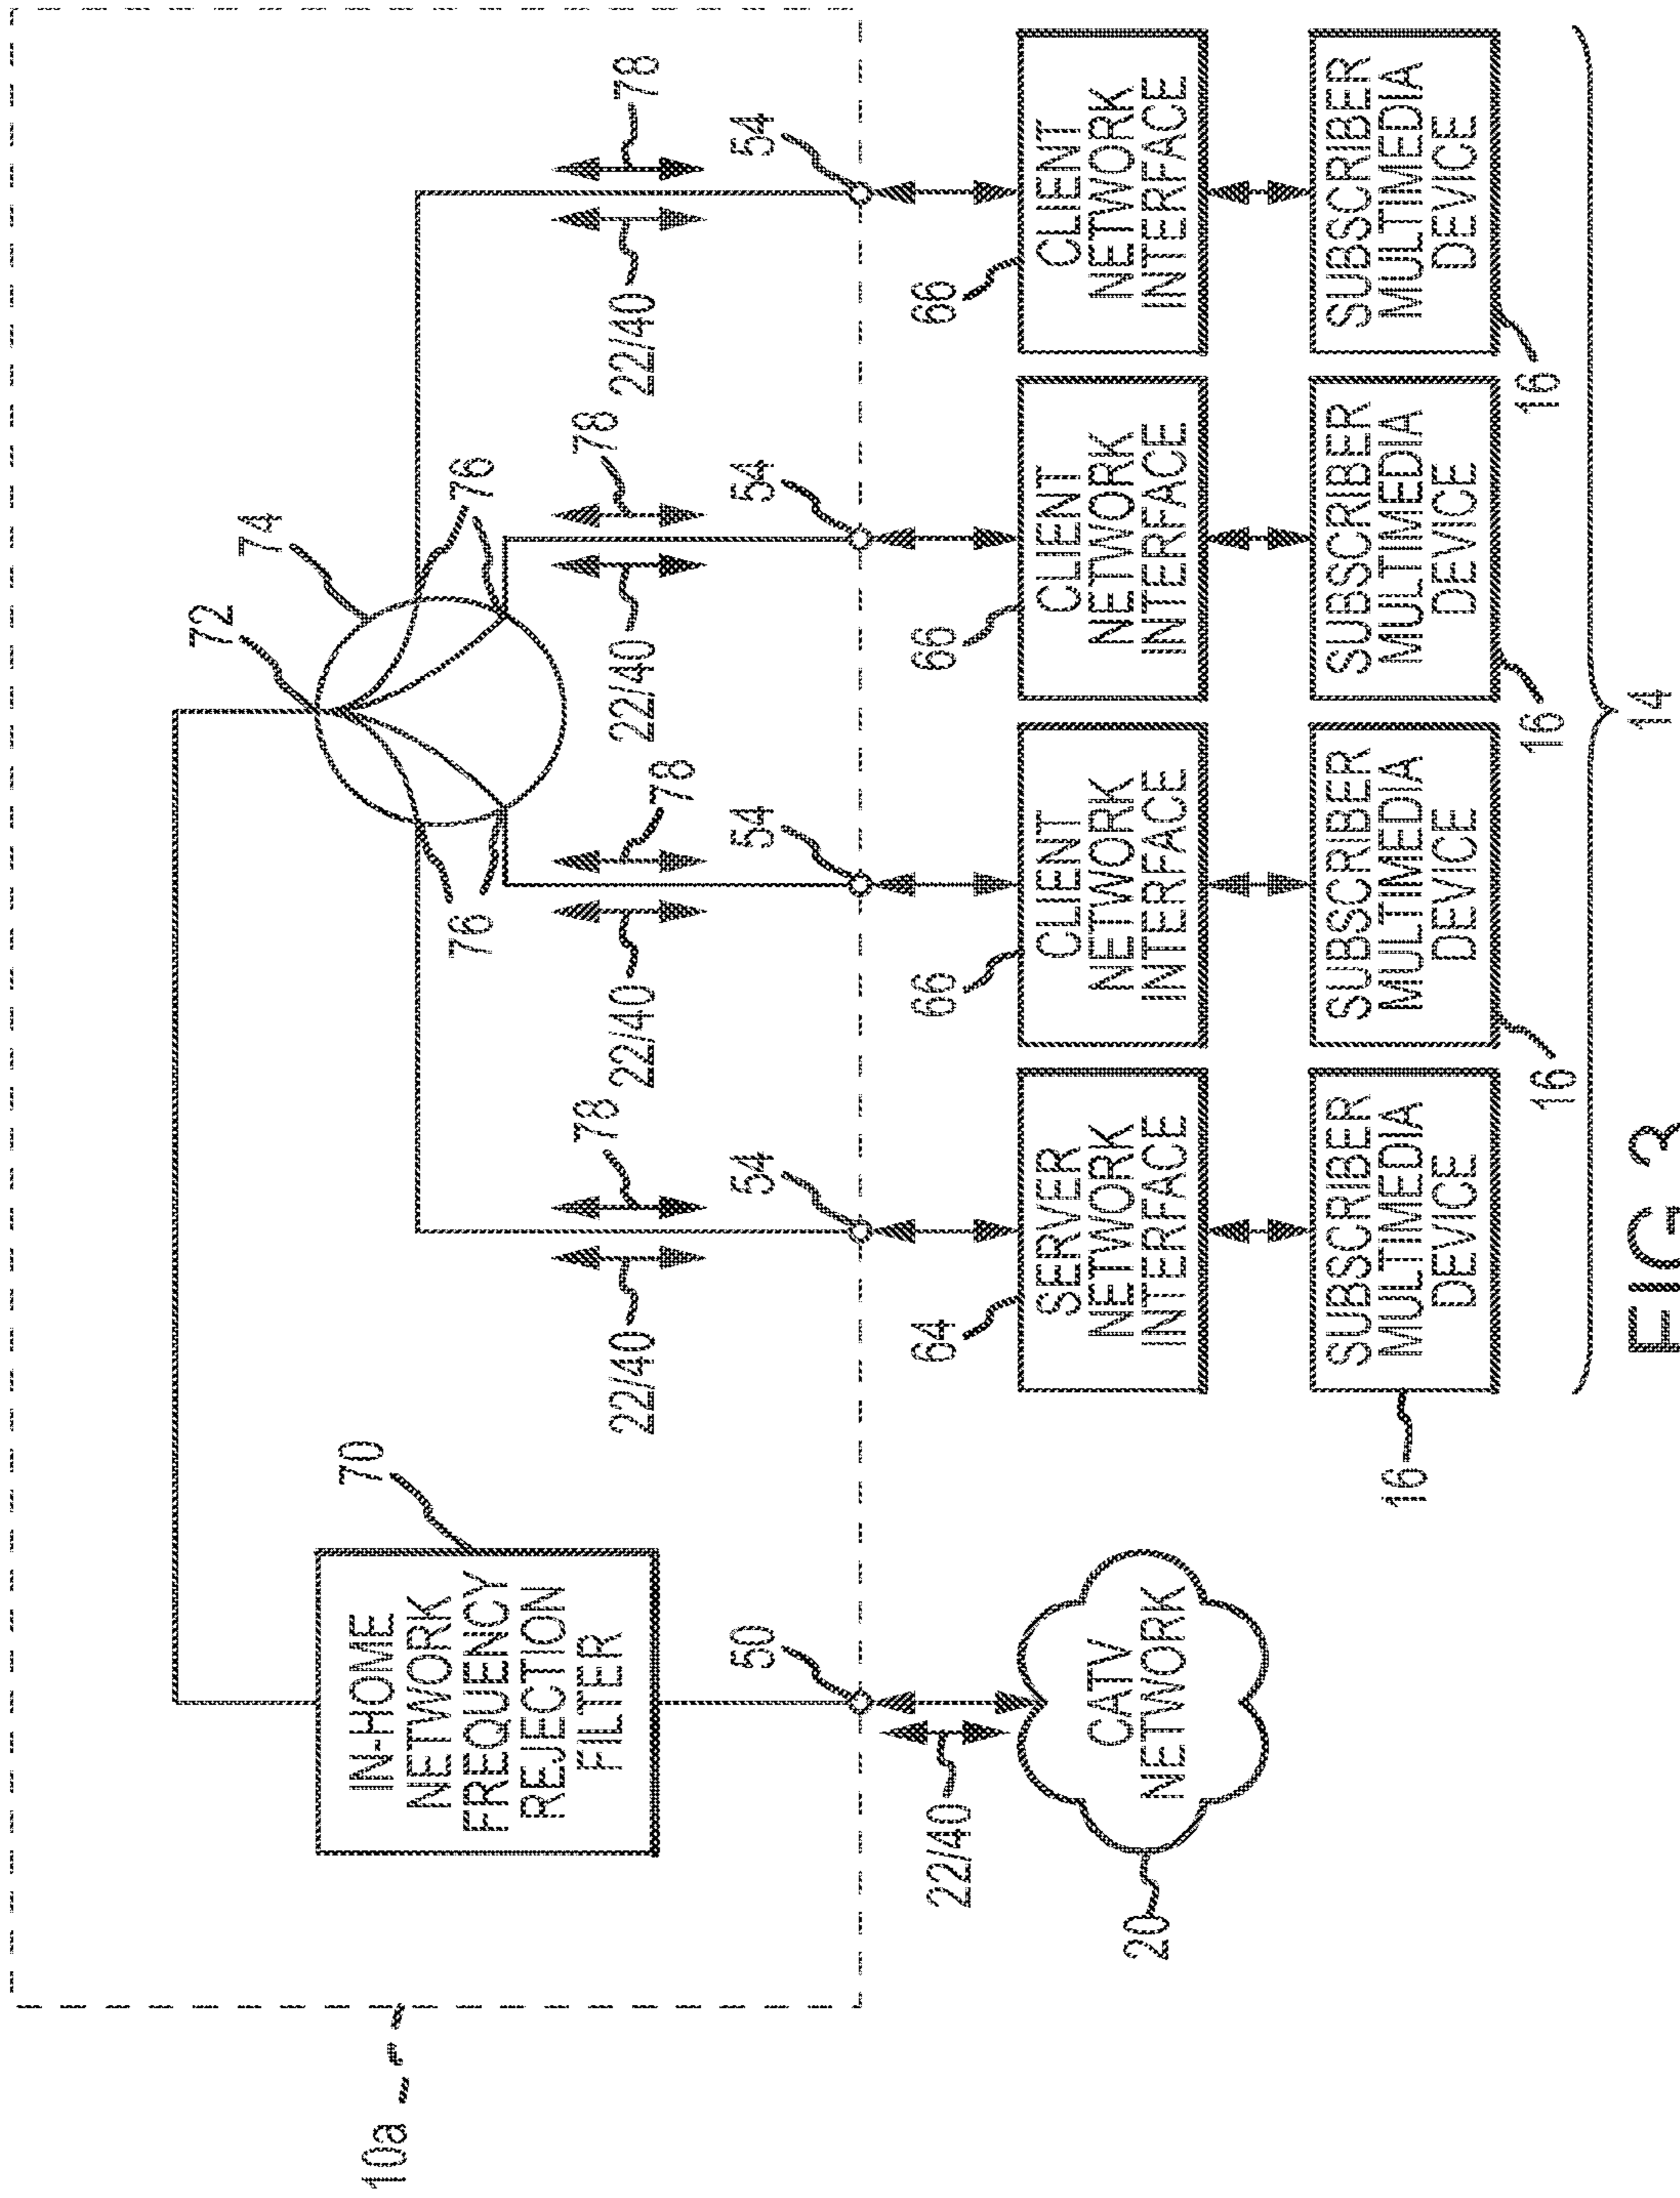 10a
IN-HOME
NETWORK
FREQUENCY
REJECTION
FILTER
70
72
74
76
76
22/40
78
22/40
78
22/40
78
22/40
78
50
54
54
54
54
22/40
20
CATV
NETWORK
64
SERVER
NETWORK
INTERFACE
66
CLIENT
NETWORK
INTERFACE
66
CLIENT
NETWORK
INTERFACE
66
CLIENT
NETWORK
INTERFACE
16
SUBSCRIBER
MULTIMEDIA
DEVICE
16
SUBSCRIBER
MULTIMEDIA
DEVICE
16
SUBSCRIBER
MULTIMEDIA
DEVICE
16
SUBSCRIBER
MULTIMEDIA
DEVICE
14
FIG 3